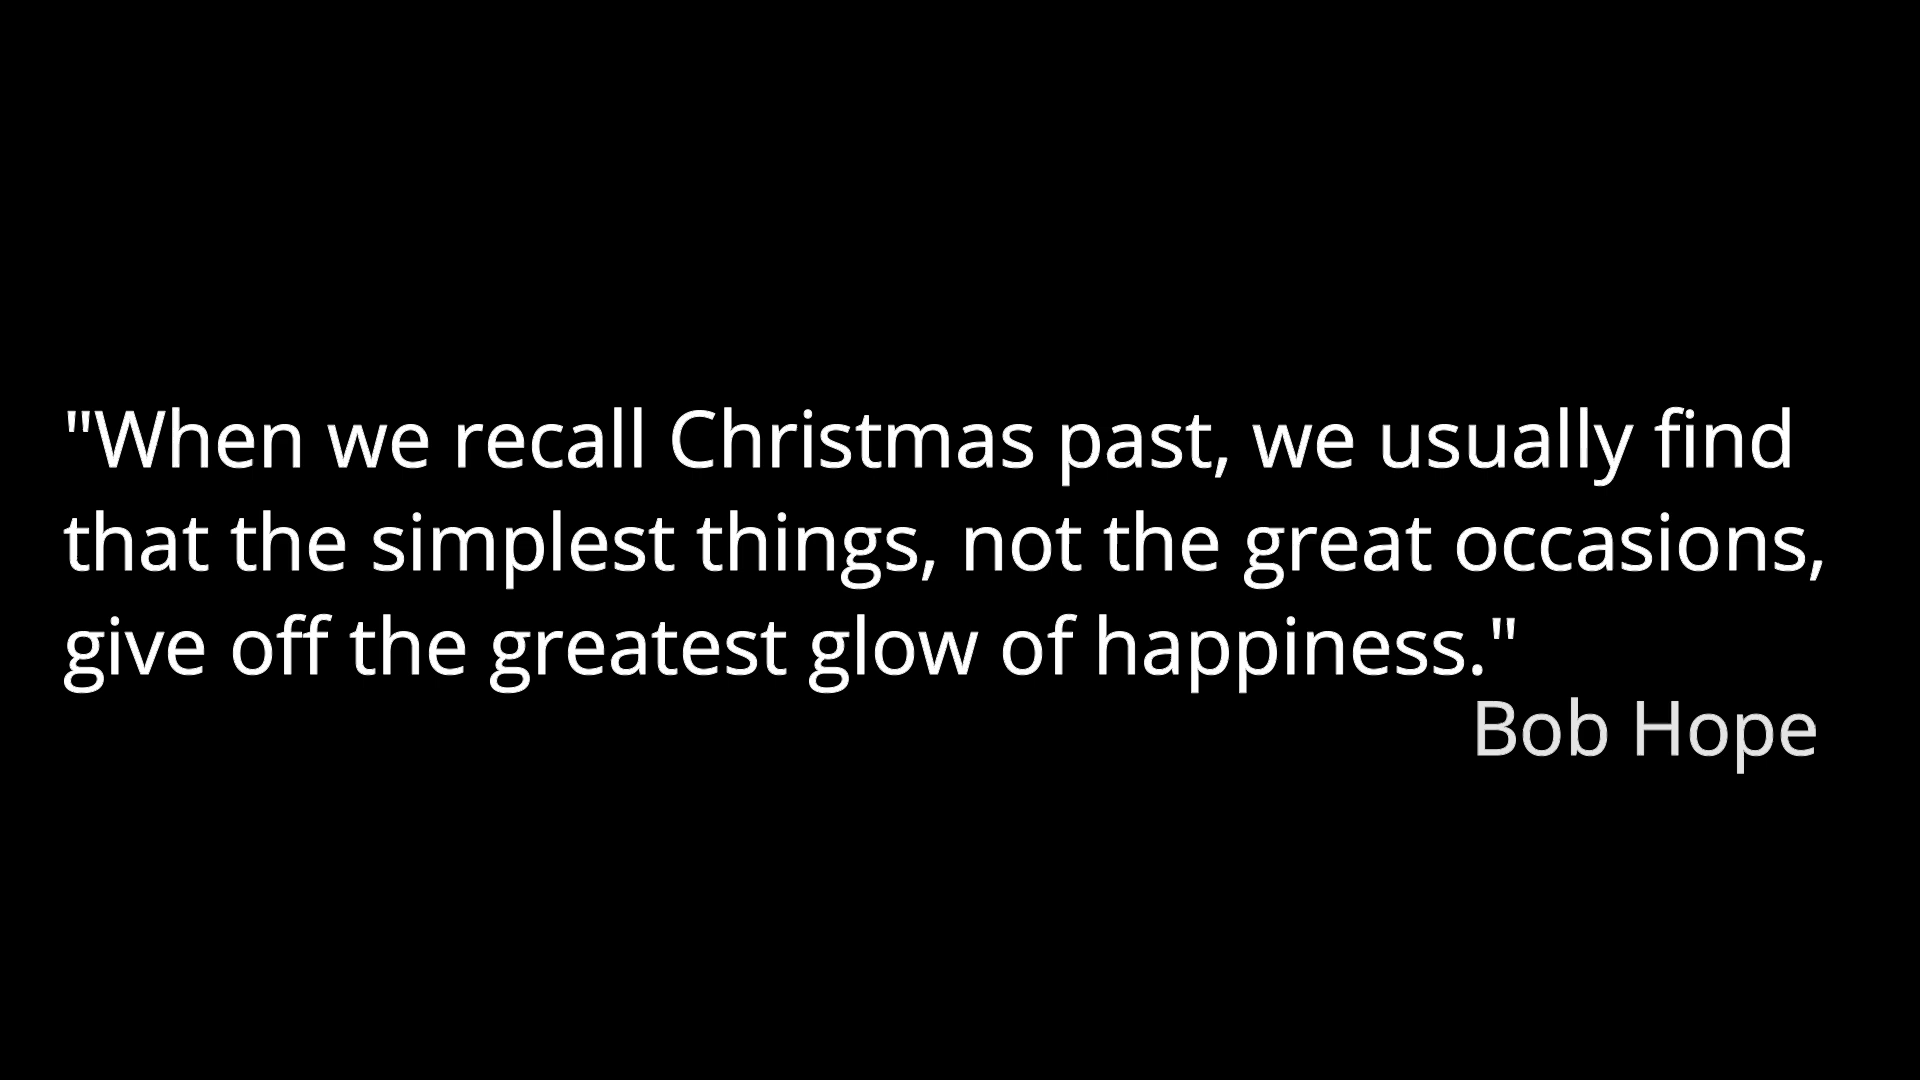 "When we recall Christmas past, we usually find
that the simplest things, not the great occasions,
give off the greatest glow of happiness."
Bob Hope